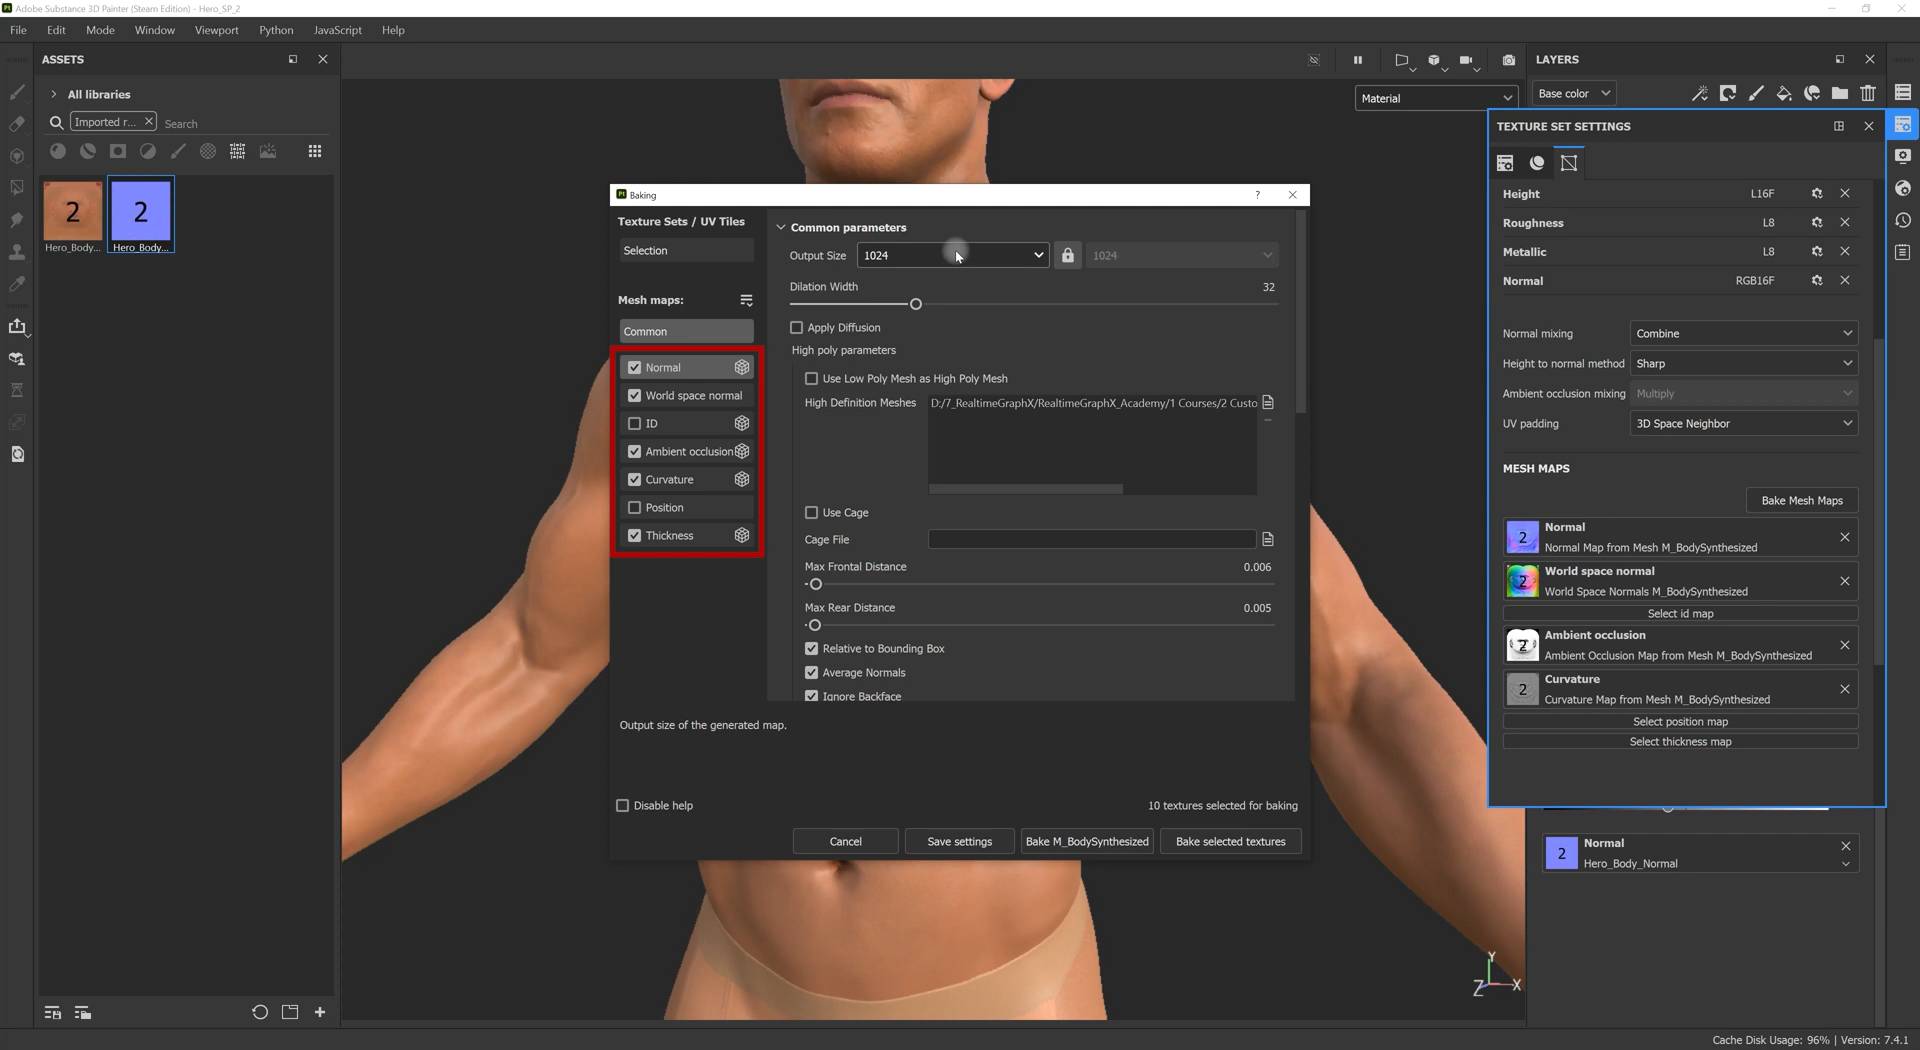 Adobe Substance 3D Painter (Steam Edition) - Hero_SP_2
File Edit Mode Window Viewport Python JavaScript Help
ASSETS
All libraries
Imported r... Search
2 2
Hero_Body... Hero_Body...
Material
LAYERS
Base color
Baking ?
Texture Sets / UV Tiles
Selection
Mesh maps:
Common
Normal
World space normal
ID
Ambient occlusion
Curvature
Position
Thickness
Common parameters
Output Size 1024 1024
Dilation Width 32
Apply Diffusion
High poly parameters
Use Low Poly Mesh as High Poly Mesh
High Definition Meshes D:/7_RealtimeGraphX/RealtimeGraphX_Academy/1 Courses/2 Custo
Use Cage
Cage File
Max Frontal Distance 0.006
Max Rear Distance 0.005
Relative to Bounding Box
Average Normals
Ignore Backface
Output size of the generated map.
Disable help 10 textures selected for baking
Cancel Save settings Bake M_BodySynthesized Bake selected textures
TEXTURE SET SETTINGS
Height L16F
Roughness L8
Metallic L8
Normal RGB16F
Normal mixing Combine
Height to normal method Sharp
Ambient occlusion mixing Multiply
UV padding 3D Space Neighbor
MESH MAPS
Bake Mesh Maps
2 Normal
Normal Map from Mesh M_BodySynthesized
2 World space normal
World Space Normals M_BodySynthesized
Select id map
2 Ambient occlusion
Ambient Occlusion Map from Mesh M_BodySynthesized
2 Curvature
Curvature Map from Mesh M_BodySynthesized
Select position map
Select thickness map
2 Normal
Hero_Body_Normal
Y
Z X
Cache Disk Usage: 96% | Version: 7.4.1